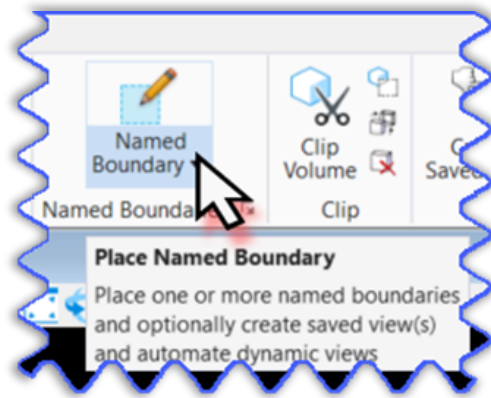 Named
Boundary
Clip
Volume
Saved
Named Bounda
Clip
Place Named Boundary
Place one or more named boundaries
and optionally create saved view(s)
and automate dynamic views